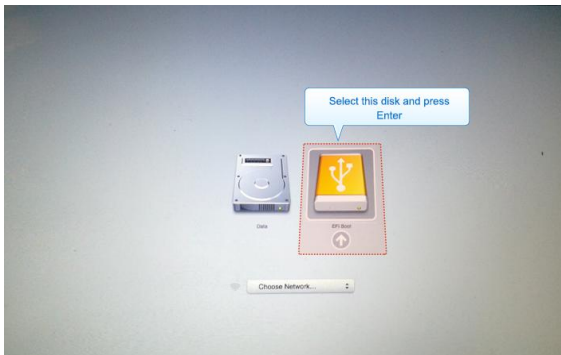 Select this disk and press
Enter
Data
EFI Boot
Choose Network...